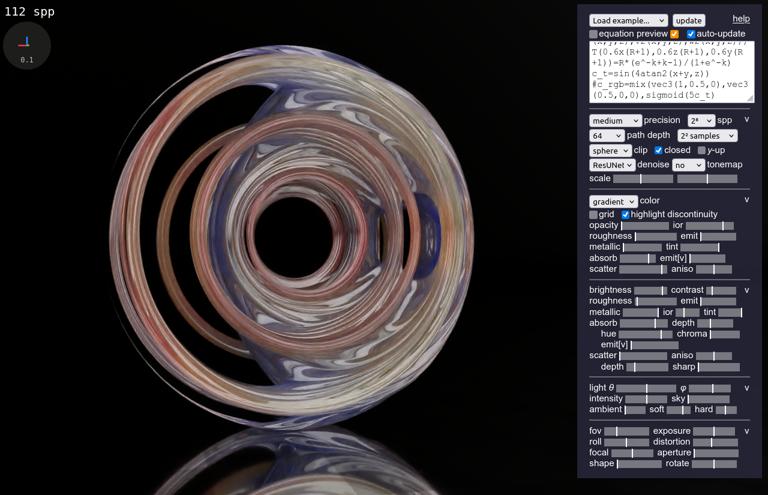 112 spp
0.1
Load example... update help
equation preview auto-update
T(0.6x(R+1),0.6z(R+1),0.6y(R
+1))=R*(e^-k+k-1)/(1+e^-k)
c_t=sin(4atan2(x+y,z))
#c_rgb=mix(vec3(1,0.5,0),vec3
(0.5,0,0),sigmoid(5c_t)
medium precision 2⁸ spp v
64 path depth 2² samples
sphere clip closed y-up
ResUNet denoise no tonemap
scale
gradient color v
grid highlight discontinuity
opacity ior
roughness emit
metallic tint
absorb emit[v]
scatter aniso
brightness contrast v
roughness emit
metallic ior tint
absorb depth
hue chroma
emit[v]
scatter aniso
depth sharp
light θ φ v
intensity sky
ambient soft hard
fov exposure v
roll distortion
focal aperture
shape rotate